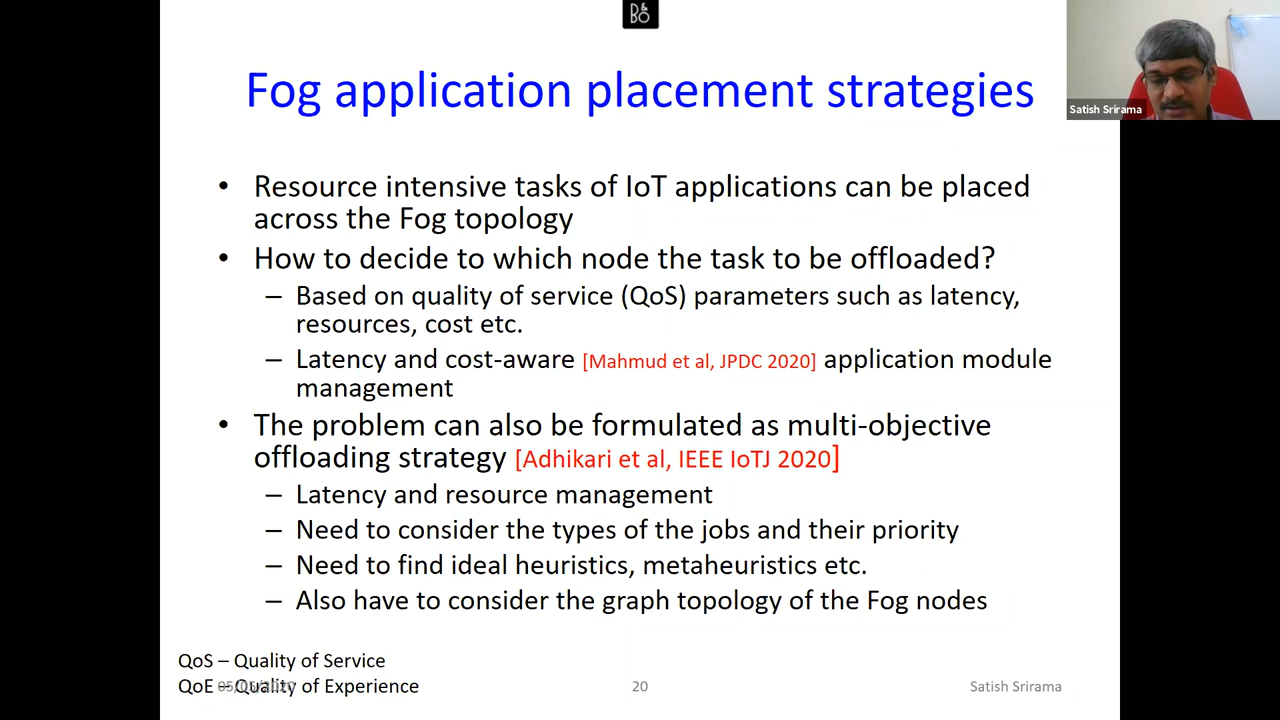 D&
BO
Fog application placement strategies
Satish Srirama
• Resource intensive tasks of IoT applications can be placed
across the Fog topology
• How to decide to which node the task to be offloaded?
– Based on quality of service (QoS) parameters such as latency,
resources, cost etc.
– Latency and cost-aware [Mahmud et al, JPDC 2020] application module
management
• The problem can also be formulated as multi-objective
offloading strategy [Adhikari et al, IEEE IoTJ 2020]
– Latency and resource management
– Need to consider the types of the jobs and their priority
– Need to find ideal heuristics, metaheuristics etc.
– Also have to consider the graph topology of the Fog nodes
QoS – Quality of Service
QoE – Quality of Experience
20
Satish Srirama